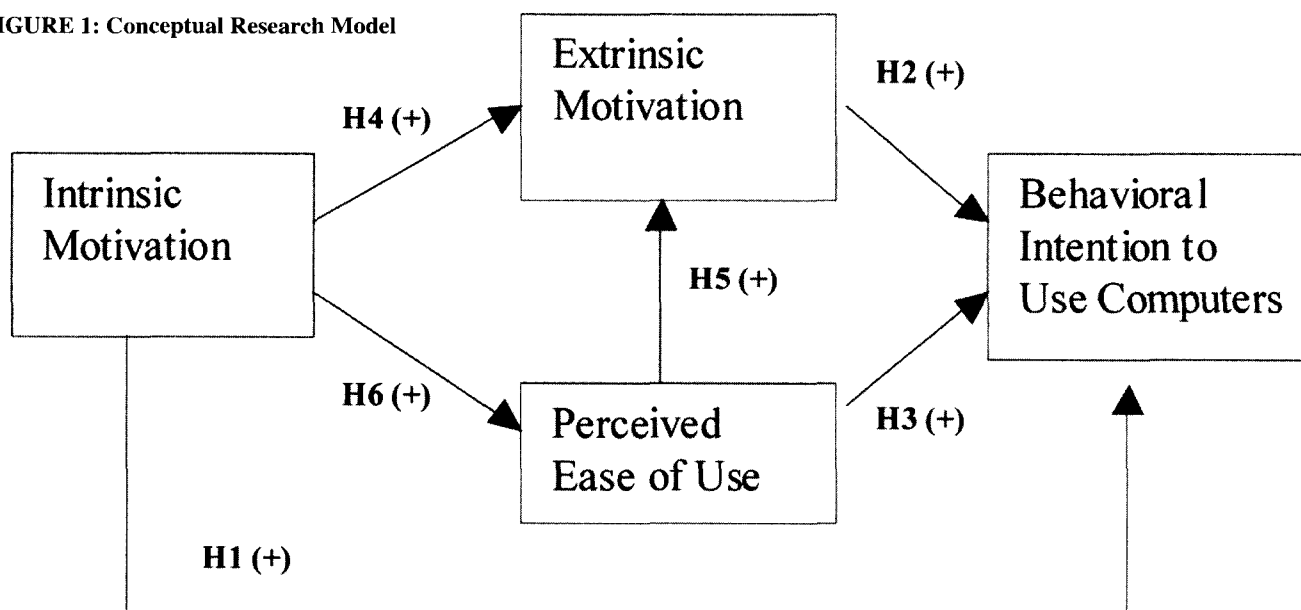 IGURE 1: Conceptual Research Model
Extrinsic
Motivation
H2 (+)
H4 (+)
Intrinsic
Motivation
Behavioral
Intention to
Use Computers
H5 (+)
H6 (+)
Perceived
Ease of Use
H3 (+)
H1 (+)